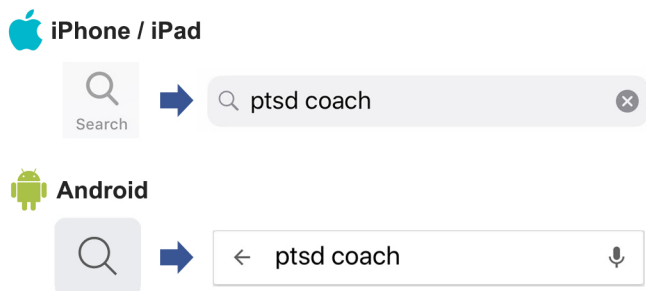 iPhone / iPad
Search
ptsd coach
Android
ptsd coach